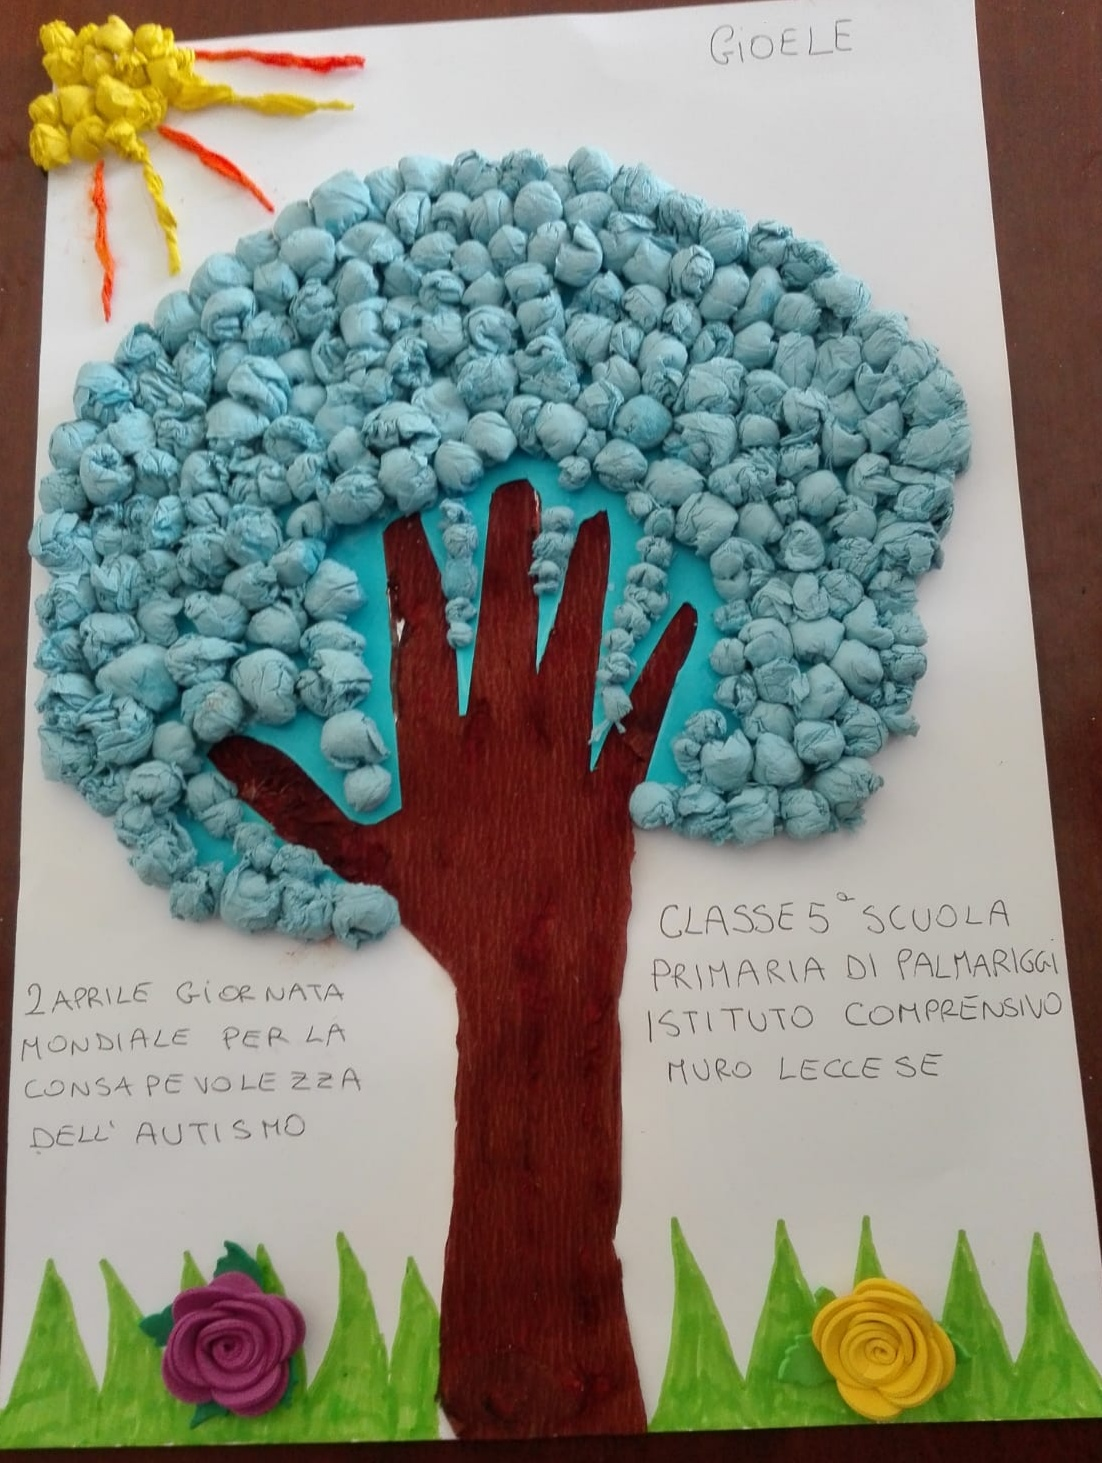 GIOELE
2 APRILE GIORNATA
MONDIALE PER LA
CONSAPEVOLEZZA
DELL' AUTISMO
CLASSE 5ª SCUOLA
PRIMARIA DI PALMARIGGI
ISTITUTO COMPRENSIVO
MURO LECCESE